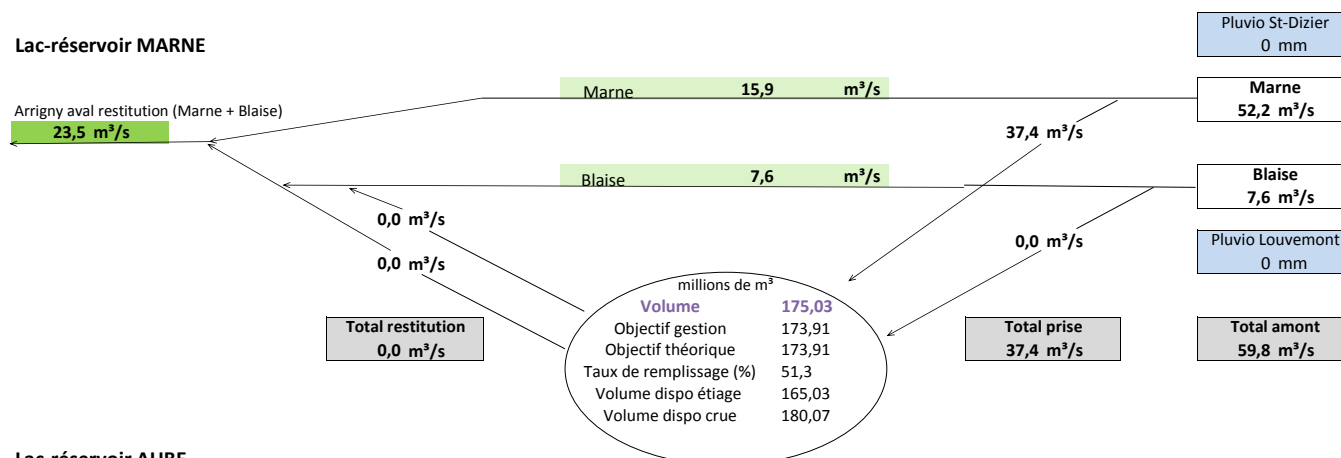 Pluvio St-Dizier
0 mm
Lac-réservoir MARNE
Marne 15,9 m³/s
Marne
52,2 m³/s
Arrigny aval restitution (Marne + Blaise)
23,5 m³/s
37,4 m³/s
Blaise 7,6 m³/s
Blaise
7,6 m³/s
0,0 m³/s
0,0 m³/s
0,0 m³/s
Pluvio Louvemont
0 mm
millions de m³
Volume 175,03
Objectif gestion 173,91
Objectif théorique 173,91
Taux de remplissage (%) 51,3
Volume dispo étiage 165,03
Volume dispo crue 180,07
Total restitution
0,0 m³/s
Total prise
37,4 m³/s
Total amont
59,8 m³/s
Lac-réservoir AUBE